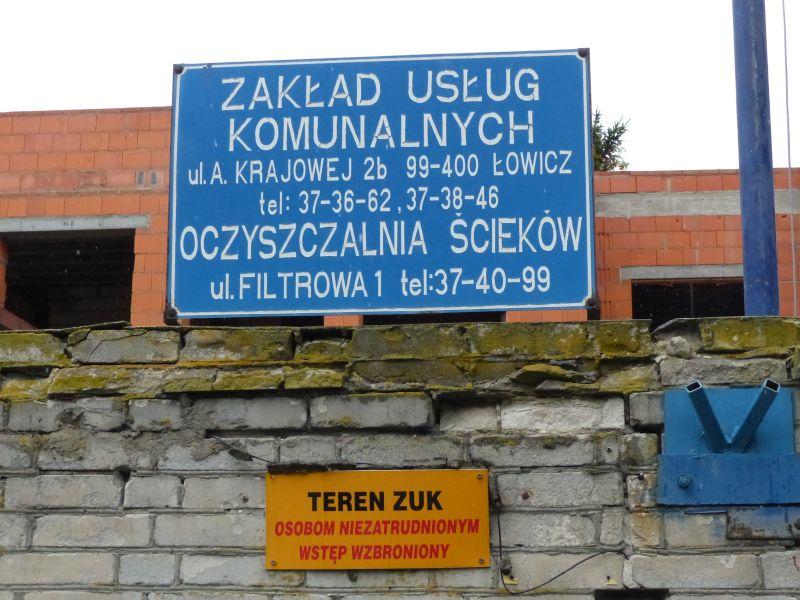 ZAKŁAD USŁUG
KOMUNALNYCH
ul. A. KRAJOWEJ 2b 99-400 ŁOWICZ
tel: 37-36-62, 37-38-46
OCZYSZCZALNIA ŚCIEKÓW
ul. FILTROWA 1 tel:37-40-99
TEREN ZUK
OSOBOM NIEZATRUDNIONYM
WSTĘP WZBRONIONY